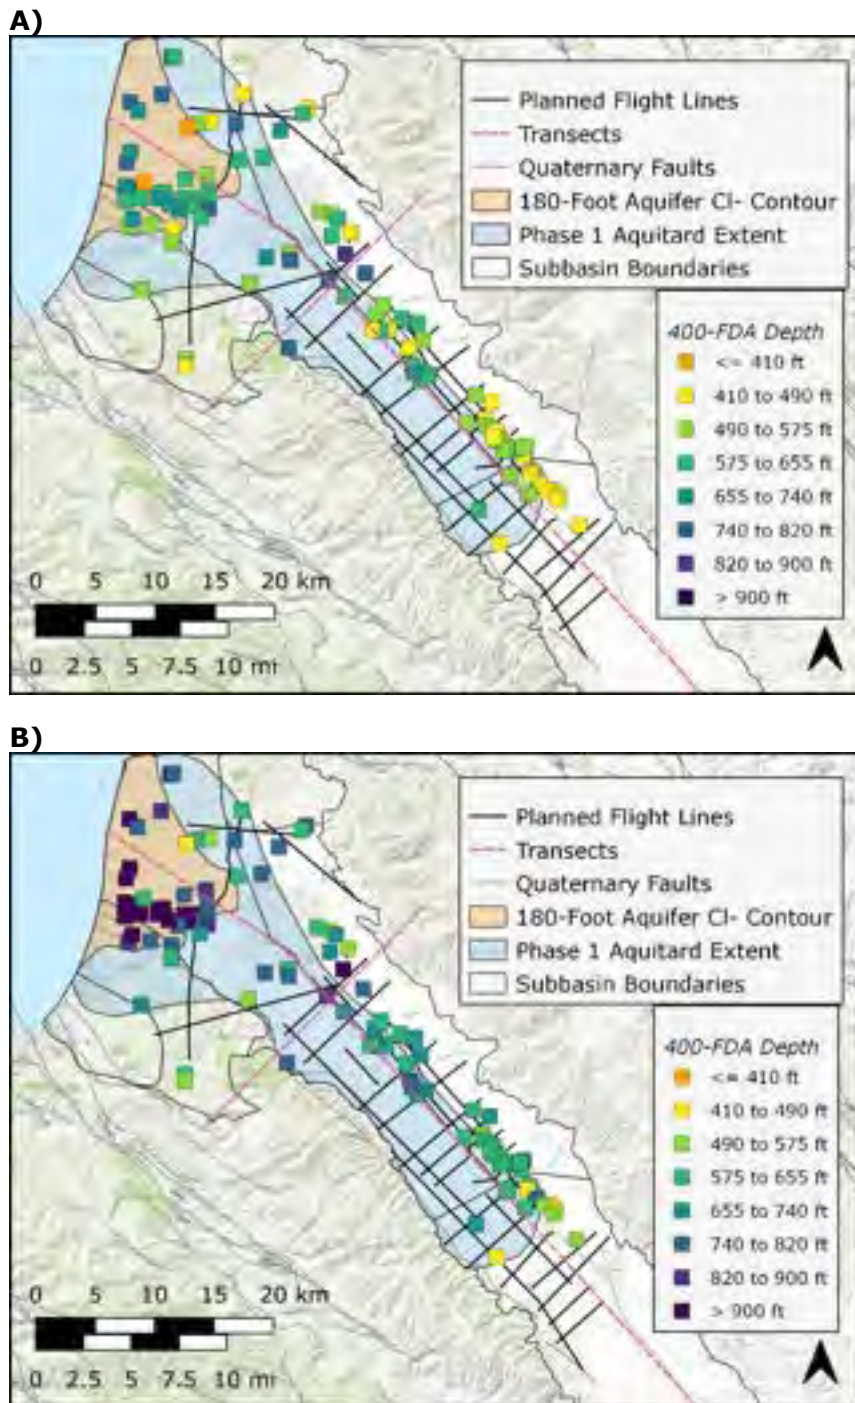 A)
Planned Flight Lines
Transects
Quaternary Faults
180-Foot Aquifer Cl- Contour
Phase 1 Aquitard Extent
Subbasin Boundaries
400-FDA Depth
<= 410 ft
410 to 490 ft
490 to 575 ft
575 to 655 ft
655 to 740 ft
740 to 820 ft
820 to 900 ft
> 900 ft
0 5 10 15 20 km
0 2.5 5 7.5 10 mi
B)
Planned Flight Lines
Transects
Quaternary Faults
180-Foot Aquifer Cl- Contour
Phase 1 Aquitard Extent
Subbasin Boundaries
400-FDA Depth
<= 410 ft
410 to 490 ft
490 to 575 ft
575 to 655 ft
655 to 740 ft
740 to 820 ft
820 to 900 ft
> 900 ft
0 5 10 15 20 km
0 2.5 5 7.5 10 mi